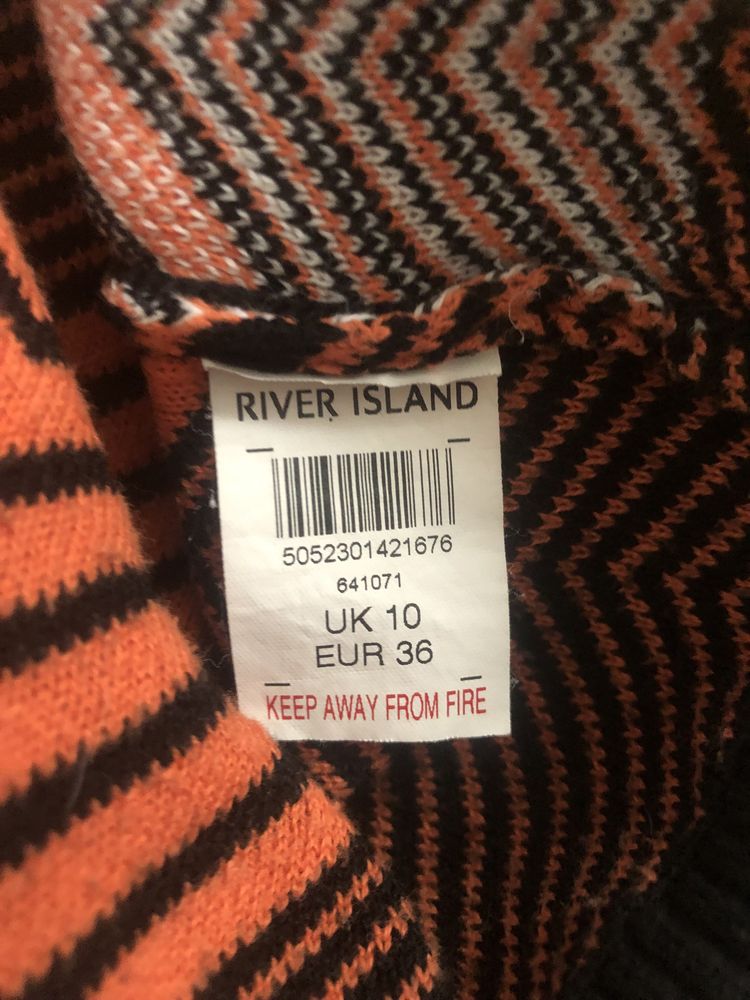 RIVER ISLAND
5052301421676
641071
UK 10
EUR 36
KEEP AWAY FROM FIRE